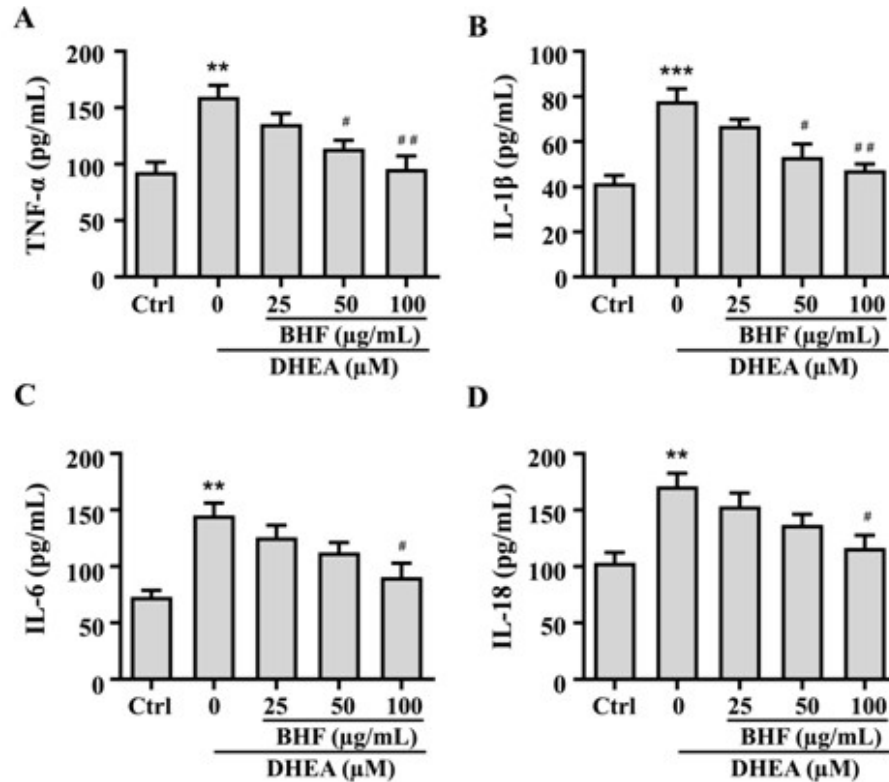 A
TNF-α (pg/mL)
200
150
100
50
0
**
#
##
Ctrl 0 25 50 100
BHF (μg/mL)
DHEA (μM)
B
IL-1β (pg/mL)
100
80
60
40
20
0
***
#
##
Ctrl 0 25 50 100
BHF (μg/mL)
DHEA (μM)
C
IL-6 (pg/mL)
200
150
100
50
0
**
#
Ctrl 0 25 50 100
BHF (μg/mL)
DHEA (μM)
D
IL-18 (pg/mL)
200
150
100
50
0
**
#
Ctrl 0 25 50 100
BHF (μg/mL)
DHEA (μM)